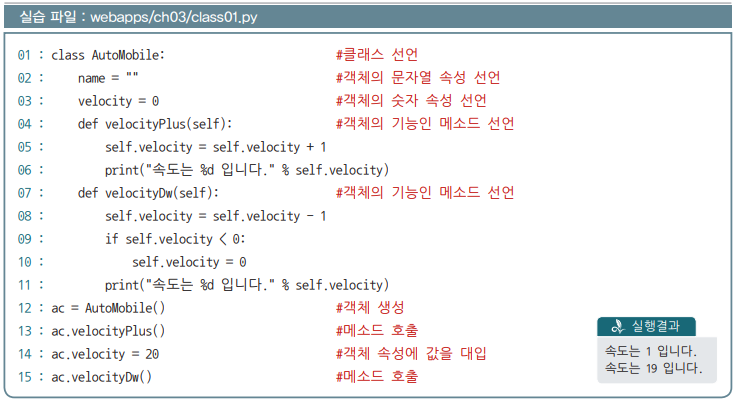 실습 파일 : webapps/ch03/class01.py
01 : class AutoMobile: #클래스 선언
02 : name = "" #객체의 문자열 속성 선언
03 : velocity = 0 #객체의 숫자 속성 선언
04 : def velocityPlus(self): #객체의 기능인 메소드 선언
05 : self.velocity = self.velocity + 1
06 : print("속도는 %d 입니다." % self.velocity)
07 : def velocityDw(self): #객체의 기능인 메소드 선언
08 : self.velocity = self.velocity - 1
09 : if self.velocity < 0:
10 : self.velocity = 0
11 : print("속도는 %d 입니다." % self.velocity)
12 : ac = AutoMobile() #객체 생성
13 : ac.velocityPlus() #메소드 호출
14 : ac.velocity = 20 #객체 속성에 값을 대입
15 : ac.velocityDw() #메소드 호출
실행결과
속도는 1 입니다.
속도는 19 입니다.